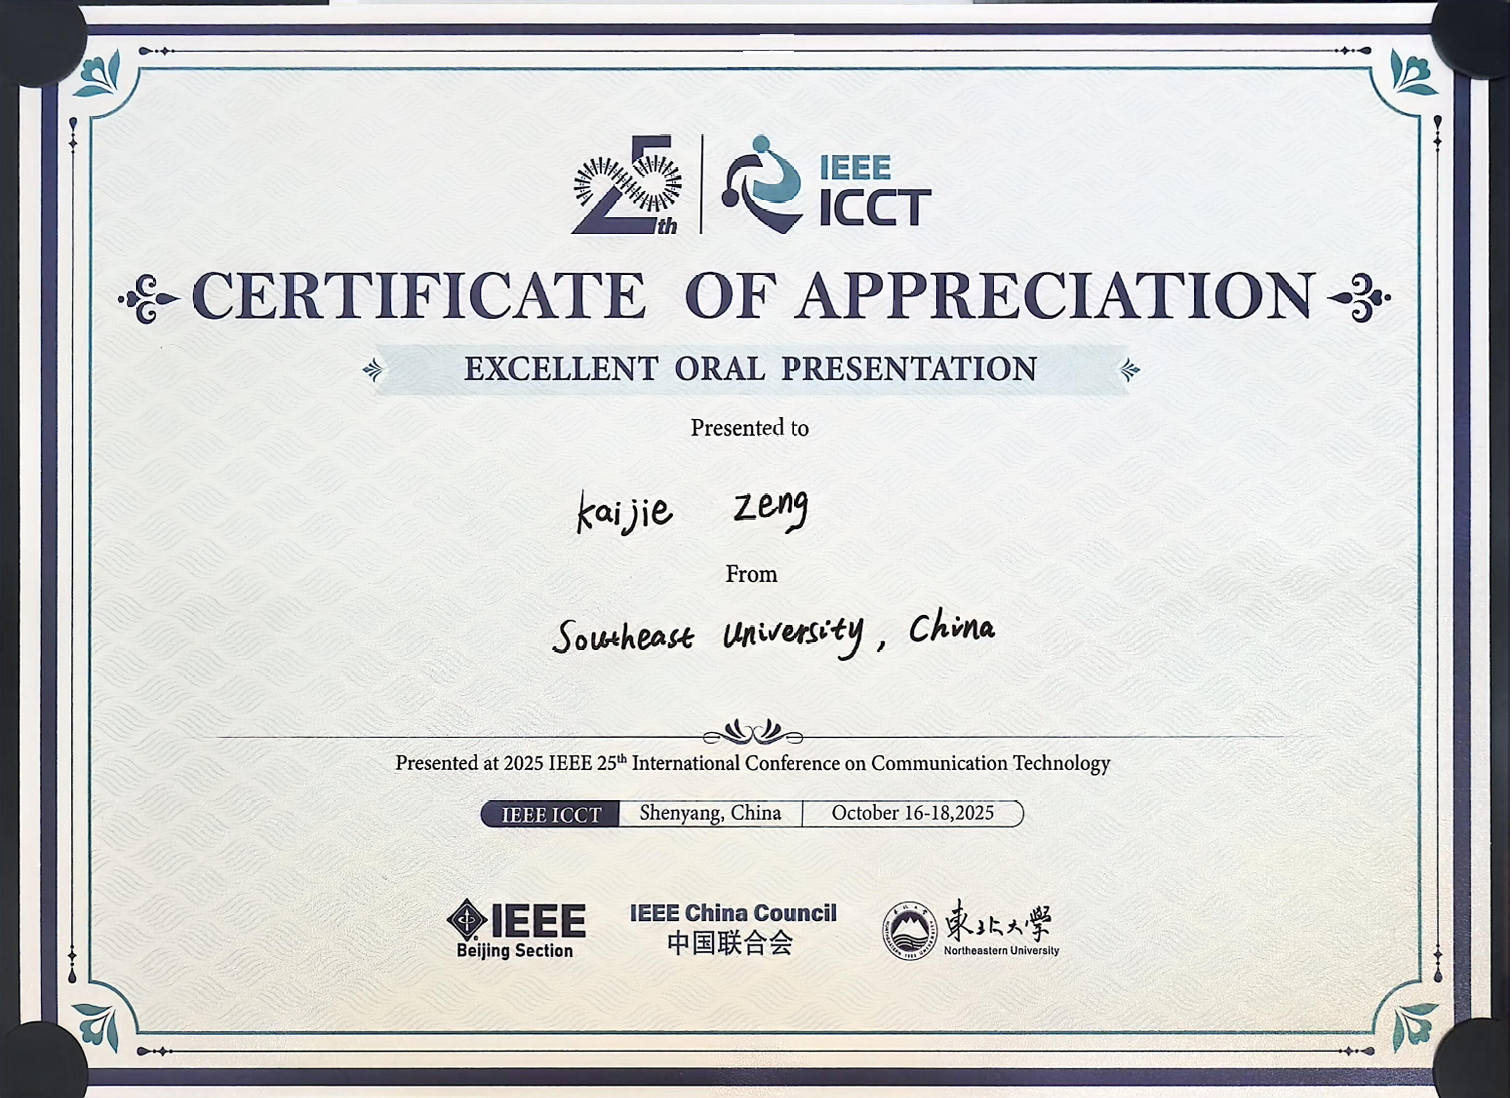 25th IEEE
ICCT
CERTIFICATE OF APPRECIATION
EXCELLENT ORAL PRESENTATION
Presented to
Kaijie Zeng
From
Southeast University, China
Presented at 2025 IEEE 25th International Conference on Communication Technology
IEEE ICCT Shenyang, China October 16-18,2025
IEEE
Beijing Section
IEEE China Council
中国联合会
東北大学
Northeastern University